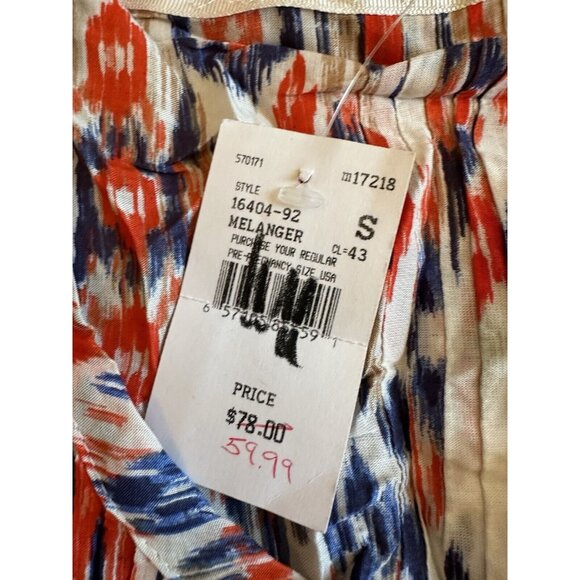 570171
m17218
STYLE
16404-92
MELANGER
S
CL=43
PURCHASE YOUR REGULAR
PRE-PREGNANCY SIZE USA
PRICE
$78.00
59.99